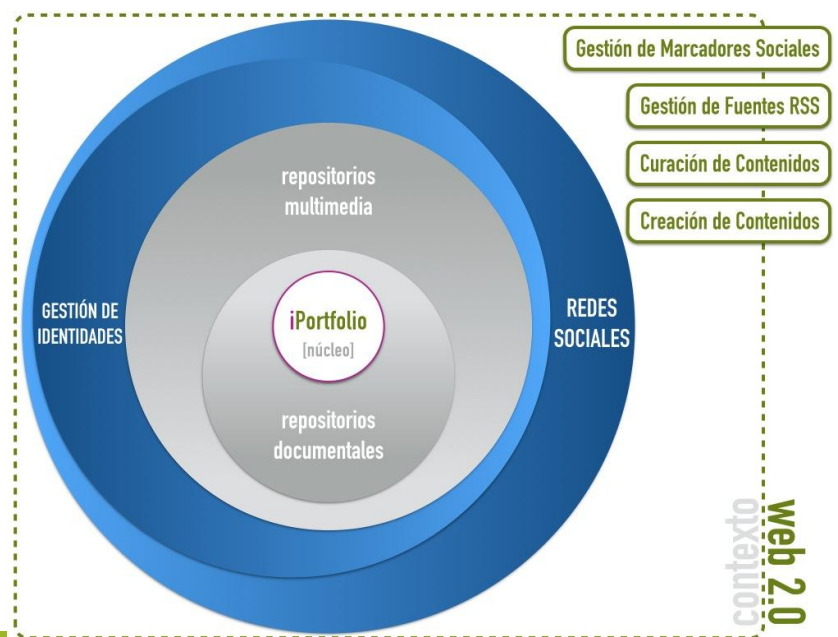 Gestión de Marcadores Sociales
Gestión de Fuentes RSS
Curación de Contenidos
Creación de Contenidos
repositorios
multimedia
GESTIÓN DE
IDENTIDADES
iPortfolio
[núcleo]
REDES
SOCIALES
repositorios
documentales
contexto
web 2.0